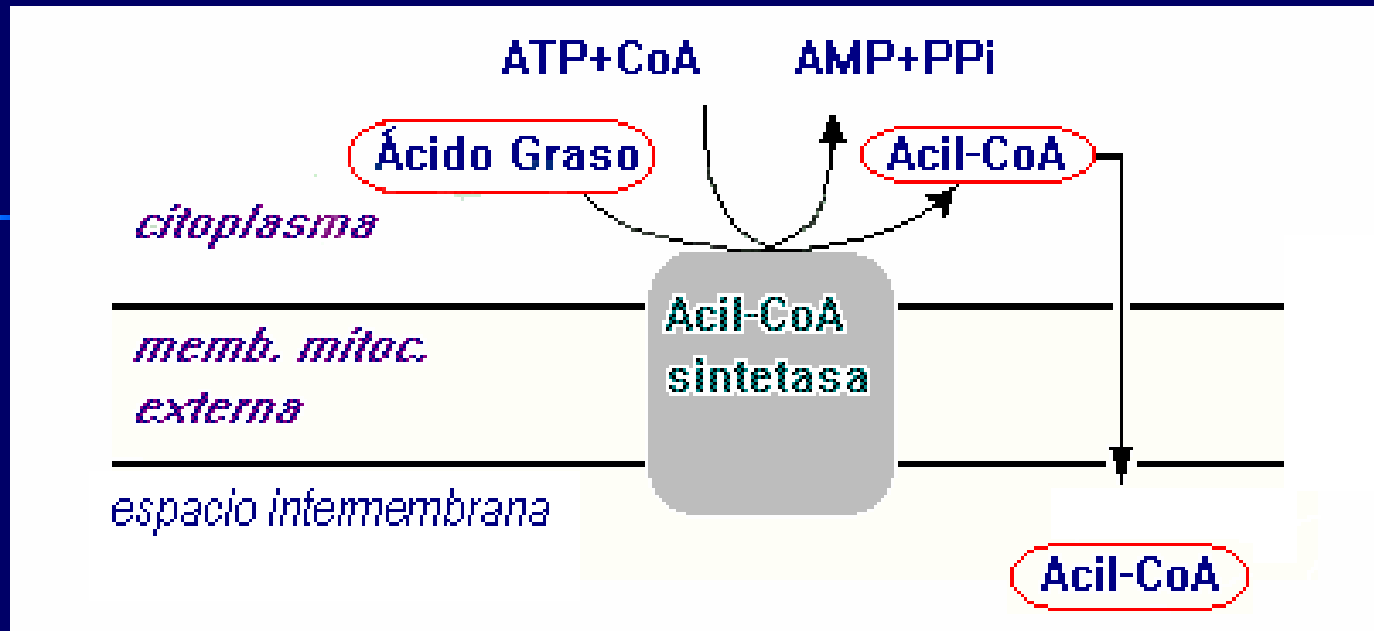 ATP+CoA AMP+PPi
Ácido Graso Acil-CoA
citoplasma
Acil-CoA
sintetasa
memb. mitoc.
externa
espacio intermembrana
Acil-CoA